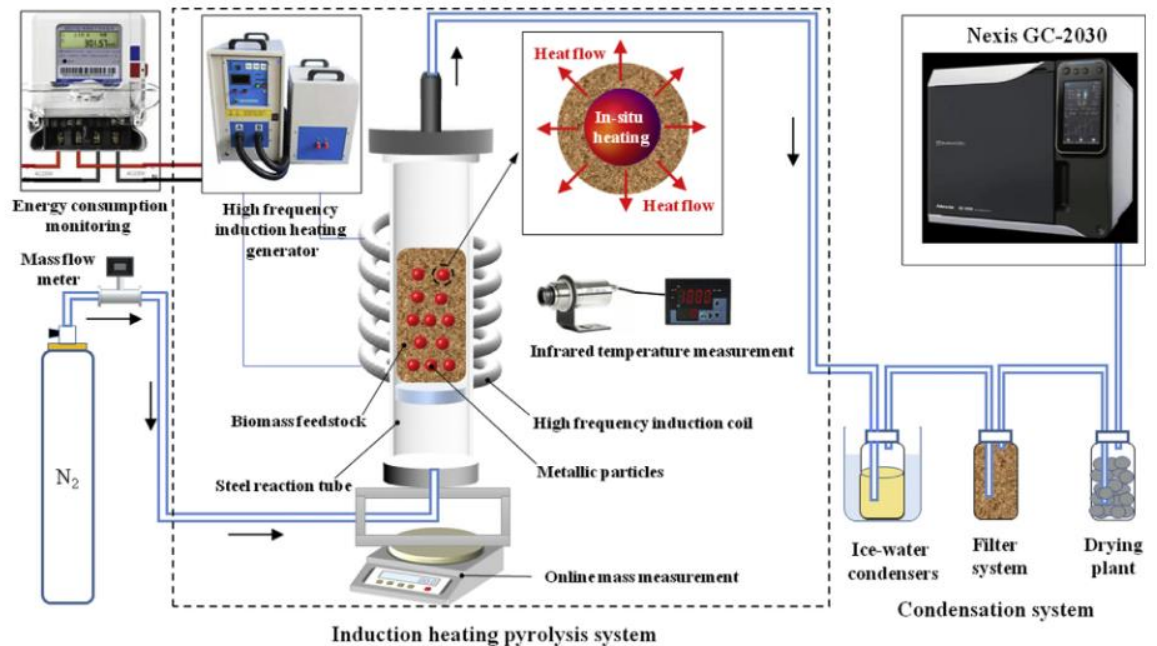 Energy consumption
monitoring
High frequency
induction heating
generator
Heat flow
In-situ
heating
Heat flow
Nexis GC-2030
Mass flow
meter
N2
Infrared temperature measurement
Biomass feedstock
High frequency induction coil
Steel reaction tube
Metallic particles
Online mass measurement
Induction heating pyrolysis system
Ice-water
condensers
Filter
system
Drying
plant
Condensation system